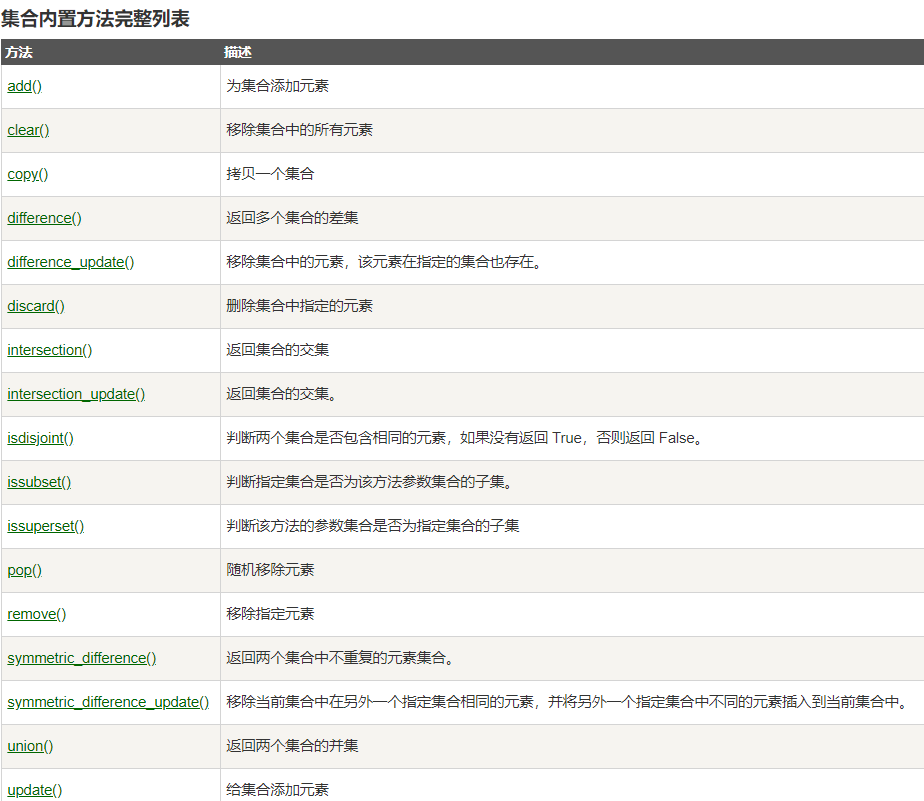 集合内置方法完整列表
方法 描述
add() 为集合添加元素
clear() 移除集合中的所有元素
copy() 拷贝一个集合
difference() 返回多个集合的差集
difference_update() 移除集合中的元素，该元素在指定的集合也存在。
discard() 删除集合中指定的元素
intersection() 返回集合的交集
intersection_update() 返回集合的交集。
isdisjoint() 判断两个集合是否包含相同的元素，如果没有返回 True，否则返回 False。
issubset() 判断指定集合是否为该方法参数集合的子集。
issuperset() 判断该方法的参数集合是否为指定集合的子集
pop() 随机移除元素
remove() 移除指定元素
symmetric_difference() 返回两个集合中不重复的元素集合。
symmetric_difference_update() 移除当前集合中在另外一个指定集合相同的元素，并将另外一个指定集合中不同的元素插入到当前集合中。
union() 返回两个集合的并集
update() 给集合添加元素